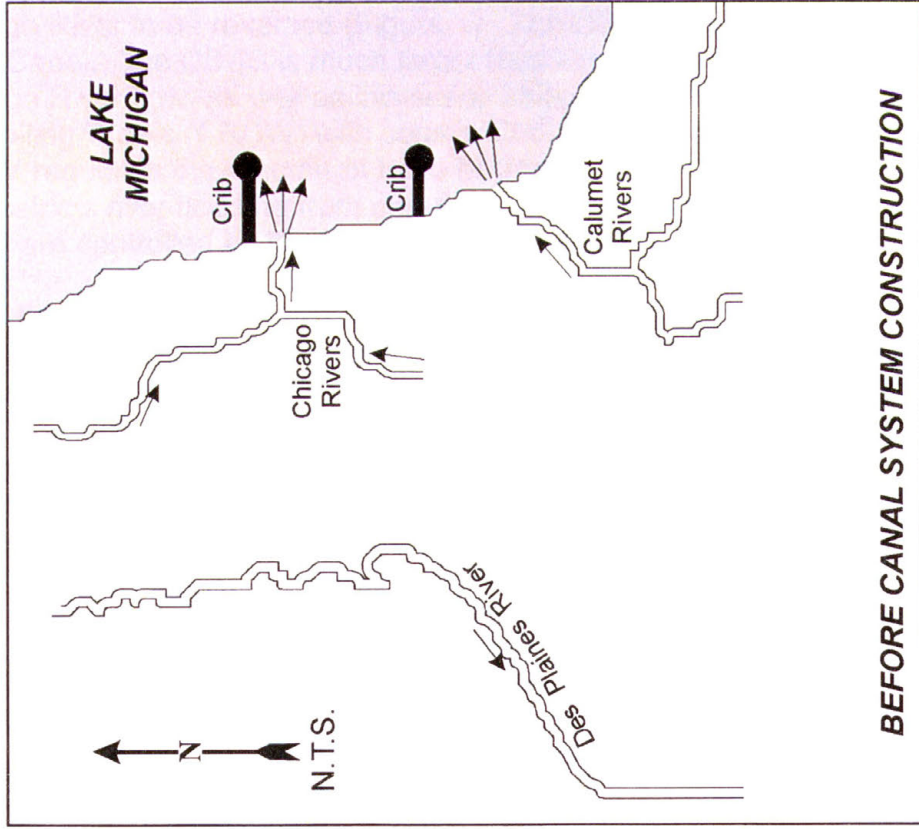 LAKE
MICHIGAN
Crib
Crib
Chicago
Rivers
Calumet
Rivers
Des Plaines River
N
N.T.S.
BEFORE CANAL SYSTEM CONSTRUCTION